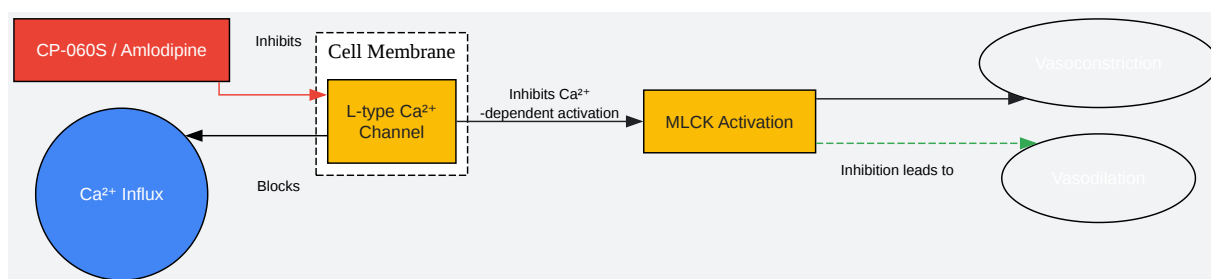 CP-060S / Amlodipine
Inhibits
Cell Membrane
L-type Ca²⁺
Channel
Inhibits Ca²⁺
-dependent activation
MLCK Activation
Vasoconstriction
Ca²⁺ Influx
Blocks
Inhibition leads to
Vasodilation